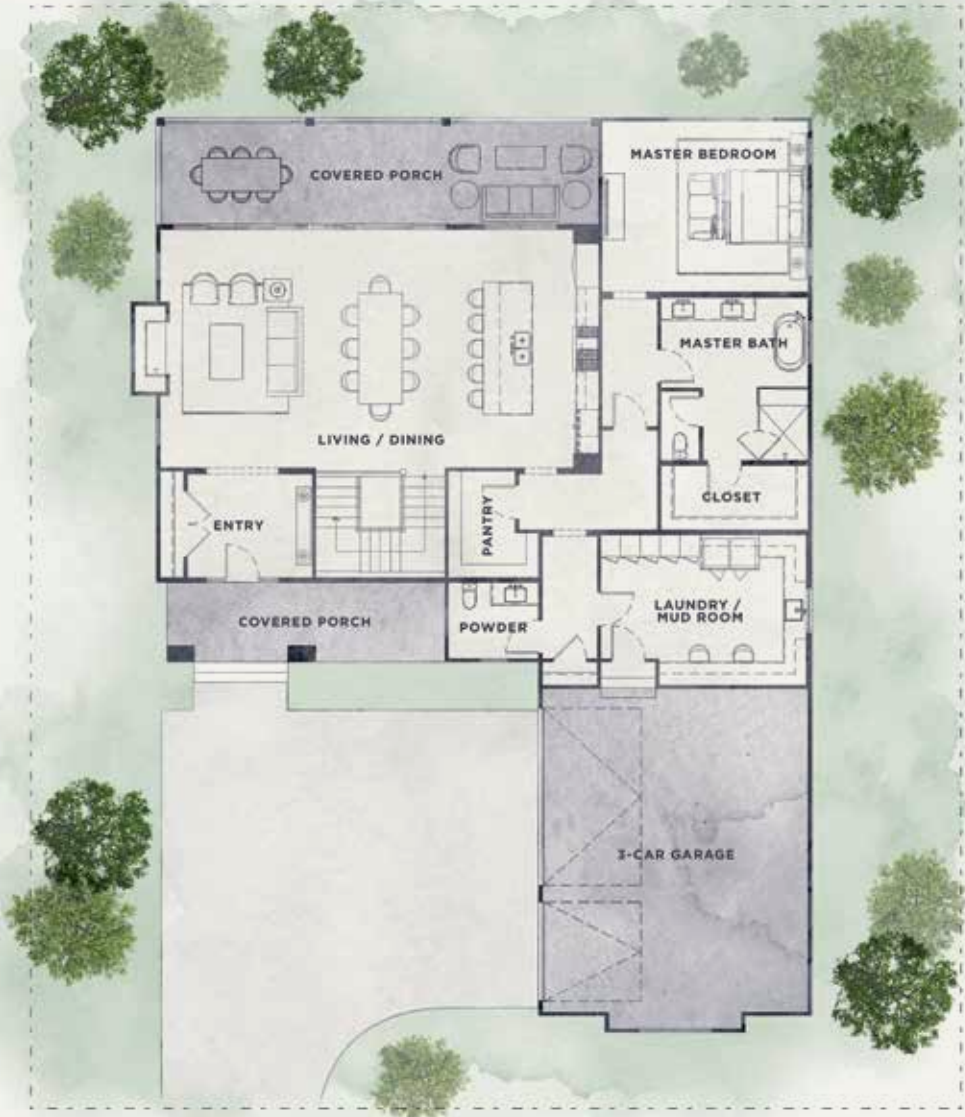 MASTER BEDROOM
COVERED PORCH
MASTER BATH
LIVING / DINING
CLOSET
ENTRY
PANTRY
LAUNDRY /
MUD ROOM
COVERED PORCH
POWDER
3-CAR GARAGE